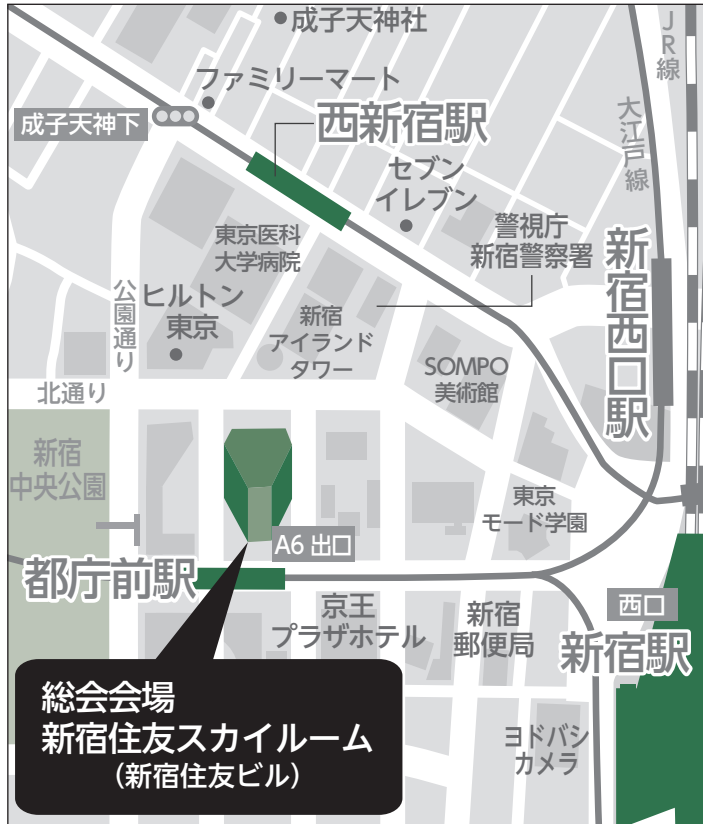 成子天神社
JR線
ファミリーマート
成子天神下
西新宿駅
大江戸線
セブン
イレブン
東京医科
大学病院
警視庁
新宿警察署
新宿西口駅
公園通り
ヒルトン
東京
新宿
アイランド
タワー
SOMPO
美術館
北通り
新宿
中央公園
東京
モード学園
A6 出口
都庁前駅
京王
プラザホテル
新宿
郵便局
西口
新宿駅
総会会場
新宿住友スカイルーム
(新宿住友ビル)
ヨドバシ
カメラ